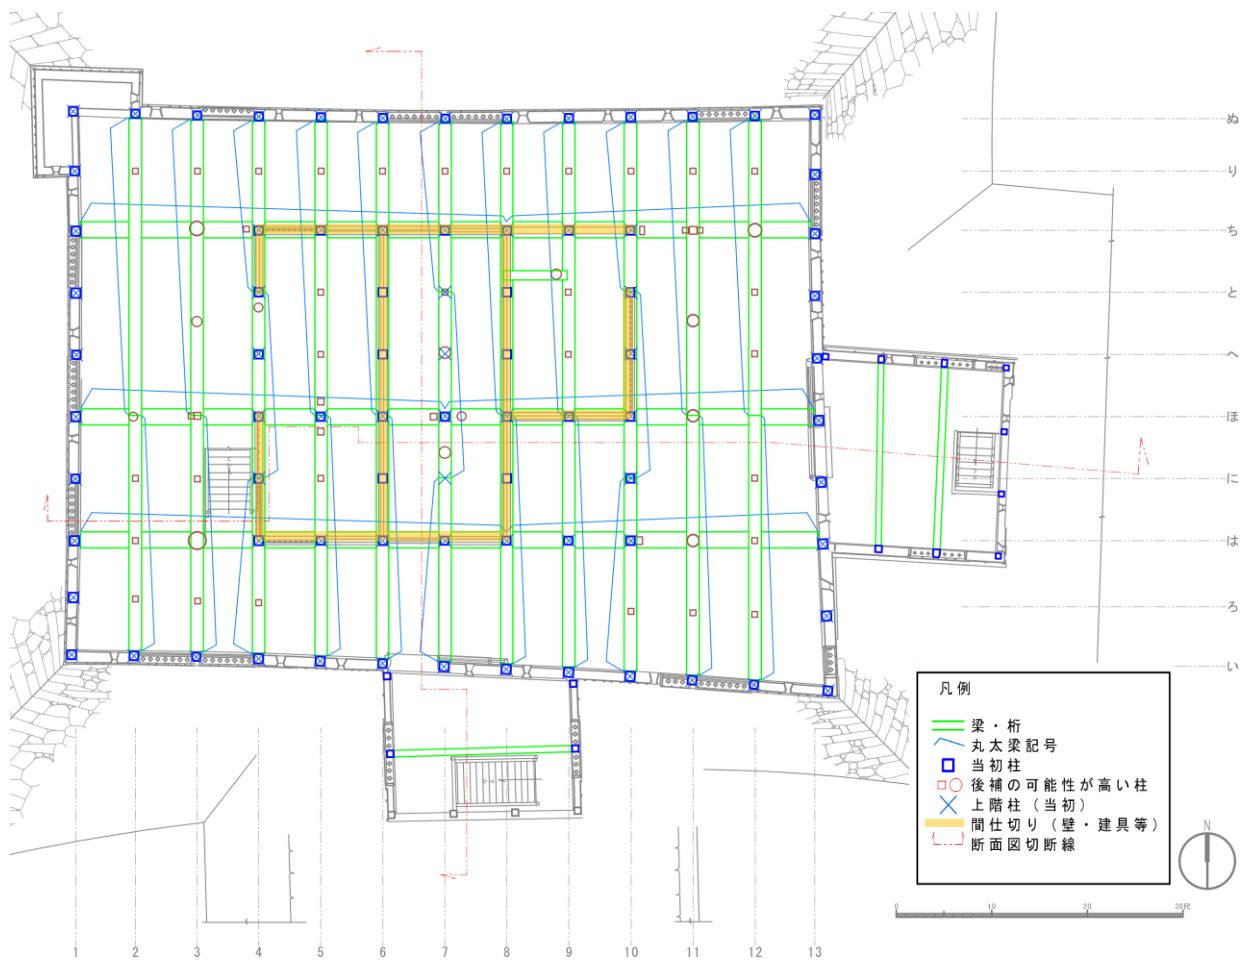 ぬ
り
ち
と
へ
ほ
に
は
ろ
い
凡例
梁・桁
丸太梁記号
当初柱
後補の可能性が高い柱
上階柱(当初)
間仕切り(壁・建具等)
断面図切断線
N
0 10 20 30尺
1 2 3 4 5 6 7 8 9 10 11 12 13